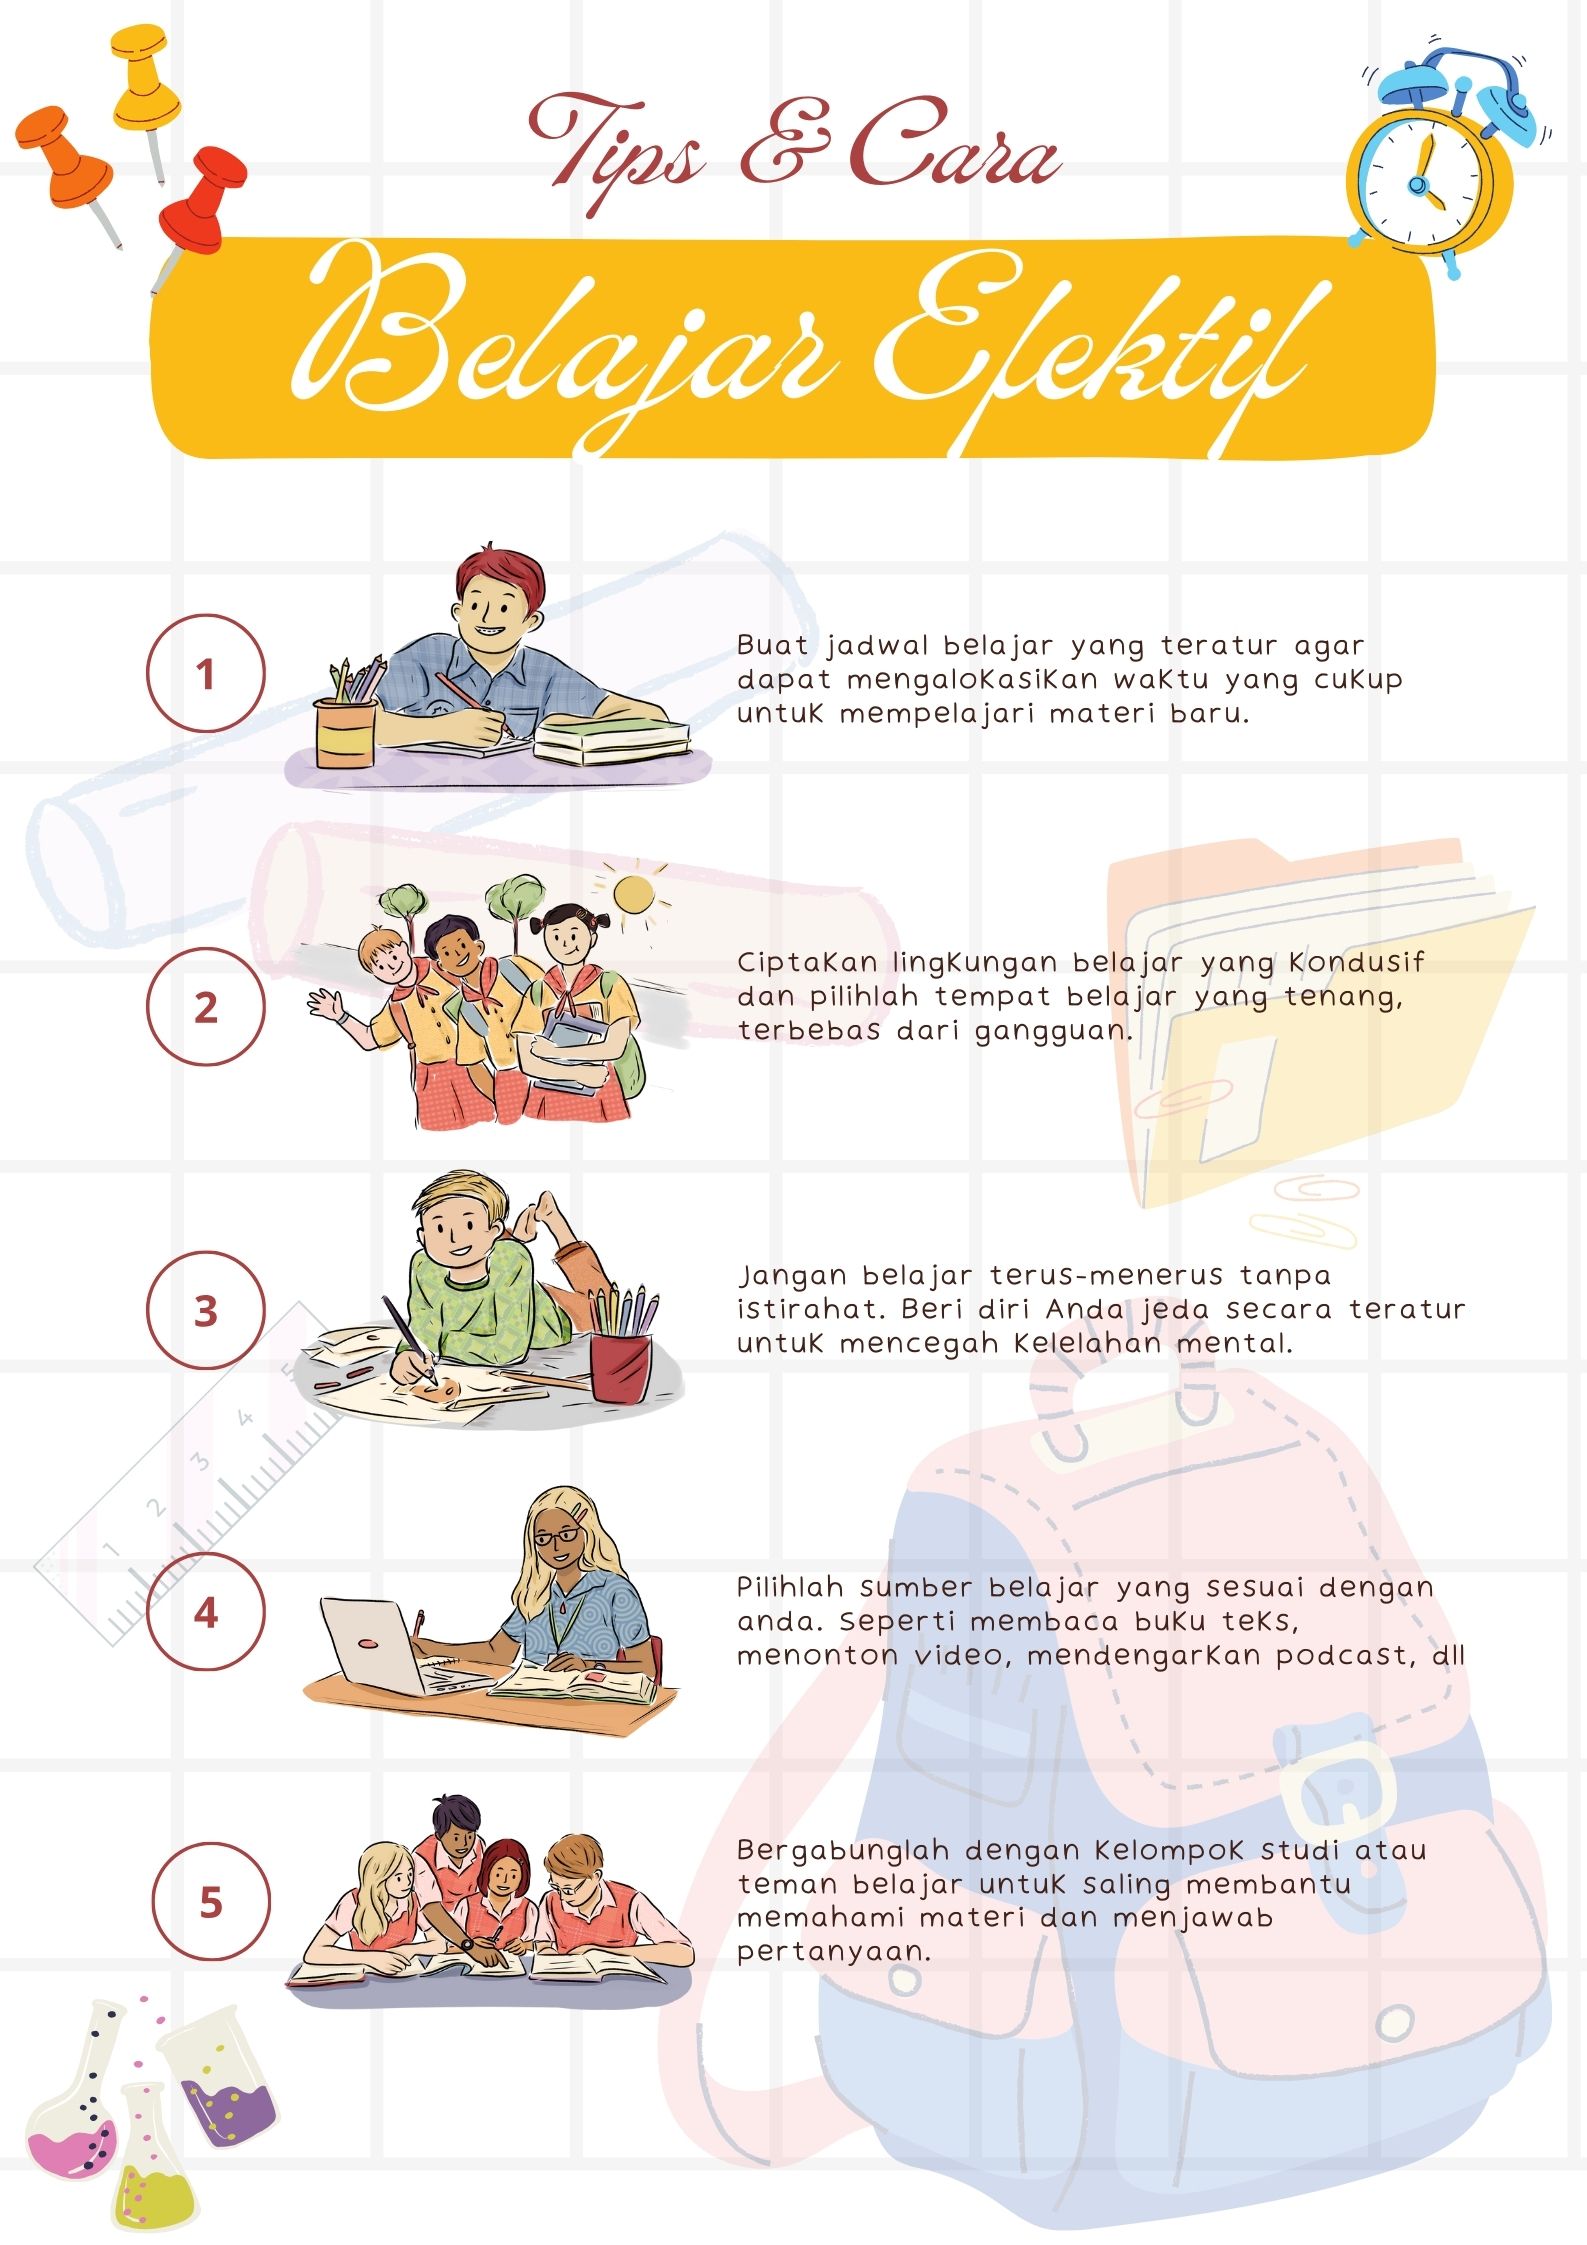 Tips & Cara
Belajar Efektif
1
Buat jadwal belajar yang teratur agar
dapat mengalokasikan waktu yang cukup
untuk mempelajari materi baru.
2
Ciptakan lingkungan belajar yang kondusif
dan pilihlah tempat belajar yang tenang,
terbebas dari gangguan.
3
Jangan belajar terus-menerus tanpa
istirahat. Beri diri Anda jeda secara teratur
untuk mencegah kelelahan mental.
1 2 3 4 5
4
Pilihlah sumber belajar yang sesuai dengan
anda. Seperti membaca buku teks,
menonton video, mendengarkan podcast, dll
5
Bergabunglah dengan kelompok studi atau
teman belajar untuk saling membantu
memahami materi dan menjawab
pertanyaan.